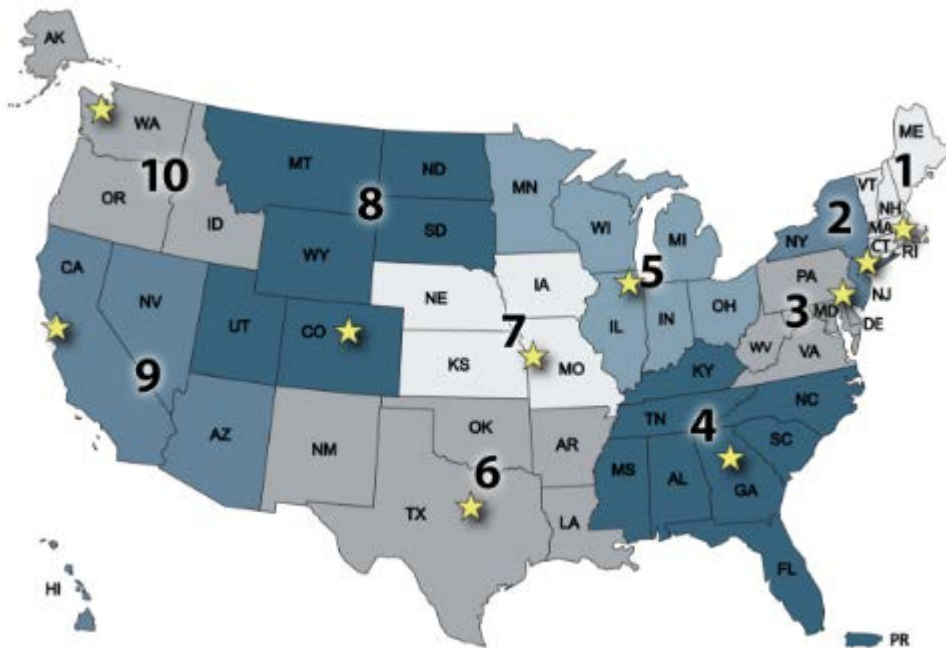 AK
WA
ME
MT
ND
10
VT
1
MN
OR
NH
ID
8
2
MA
WI
SD
MI
NY
CT
RI
WY
CA
5
PA
NV
NE
IA
OH
NJ
3
MD
IL
IN
DE
UT
CO
7
WV
VA
KS
MO
9
KY
NC
TN
4
OK
AZ
NM
AR
SC
6
MS
AL
GA
TX
LA
FL
HI
PR